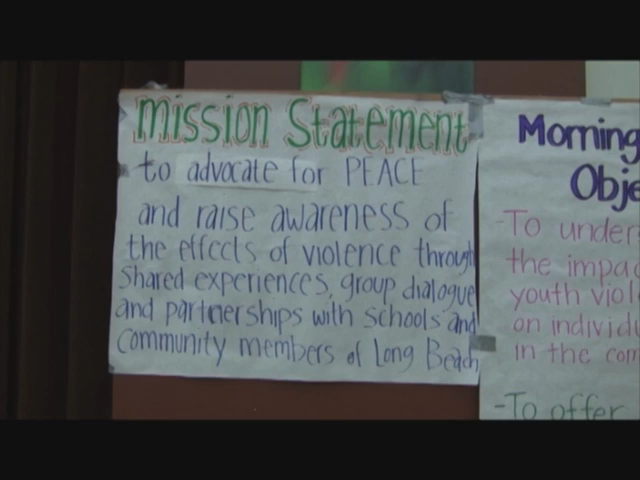 Mission Statement
to advocate for PEACE
and raise awareness of
the effects of violence through
shared experiences, group dialogue
and partnerships with schools and
community members of Long Beach
Morning
Obje
-To under
the impac
youth viol
on individu
in the com
-To offer